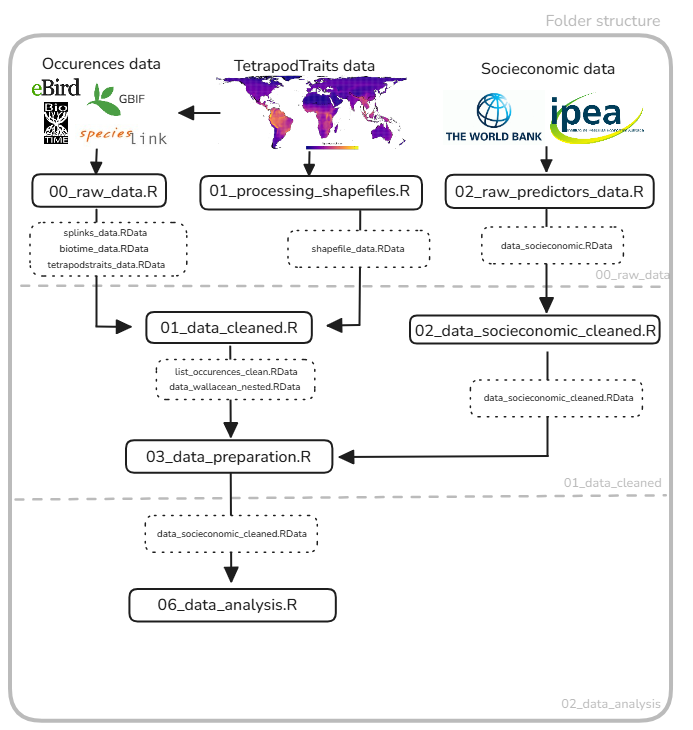 Folder structure
Occurences data
TetrapodTraits data
Socieconomic data
eBird
GBIF
BIO
TIME
species
link
THE WORLD BANK
ipea
00_raw_data.R
01_processing_shapefiles.R
02_raw_predictors_data.R
splinks_data.RData
biotime_data.RData
tetrapodstraits_data.RData
shapefile_data.RData
data_socieconomic.RData
00_raw_data
01_data_cleaned.R
02_data_socieconomic_cleaned.R
list_occurences_clean.RData
data_wallacean_nested.RData
data_socieconomic_cleaned.RData
03_data_preparation.R
01_data_cleaned
data_socieconomic_cleaned.RData
06_data_analysis.R
02_data_analysis